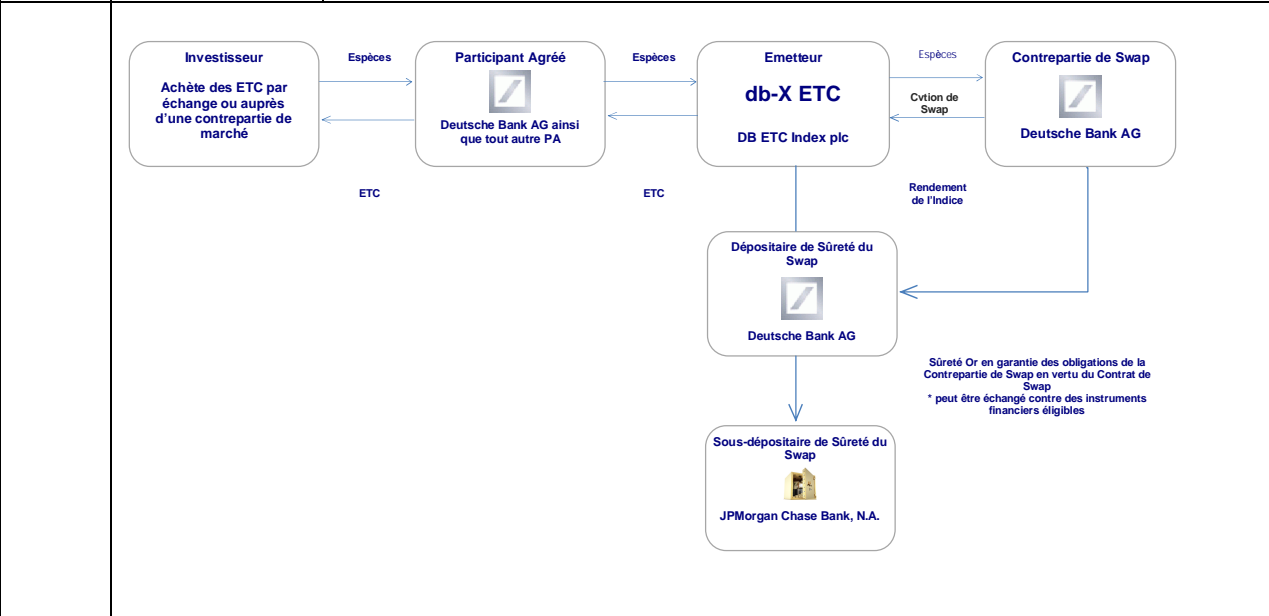 Investisseur
Achète des ETC par
échange ou auprès
d'une contrepartie de
marché
Espèces
ETC
Participant Agréé
Deutsche Bank AG ainsi
que tout autre PA
Espèces
ETC
Emetteur
db-X ETC
DB ETC Index plc
Espèces
Cvtion de
Swap
Rendement
de l'Indice
Contrepartie de Swap
Deutsche Bank AG
Dépositaire de Sûreté du
Swap
Deutsche Bank AG
Sûreté Or en garantie des obligations de la
Contrepartie de Swap en vertu du Contrat de
Swap
* peut être échangé contre des instruments
financiers éligibles
Sous-dépositaire de Sûreté du
Swap
JPMorgan Chase Bank, N.A.